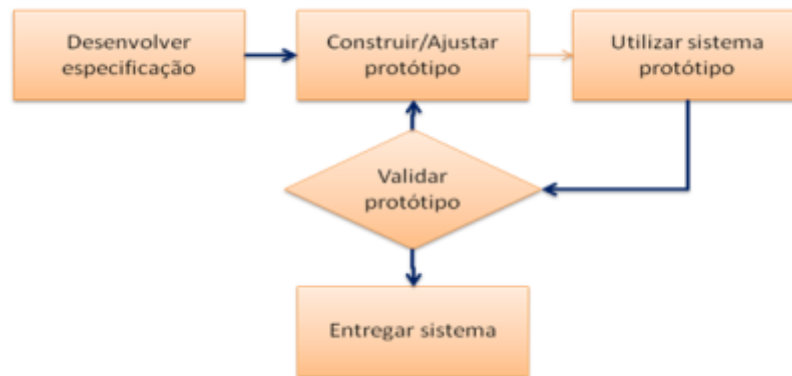 Desenvolver
especificação
Construir/Ajustar
protótipo
Utilizar sistema
protótipo
Validar
protótipo
Entregar sistema